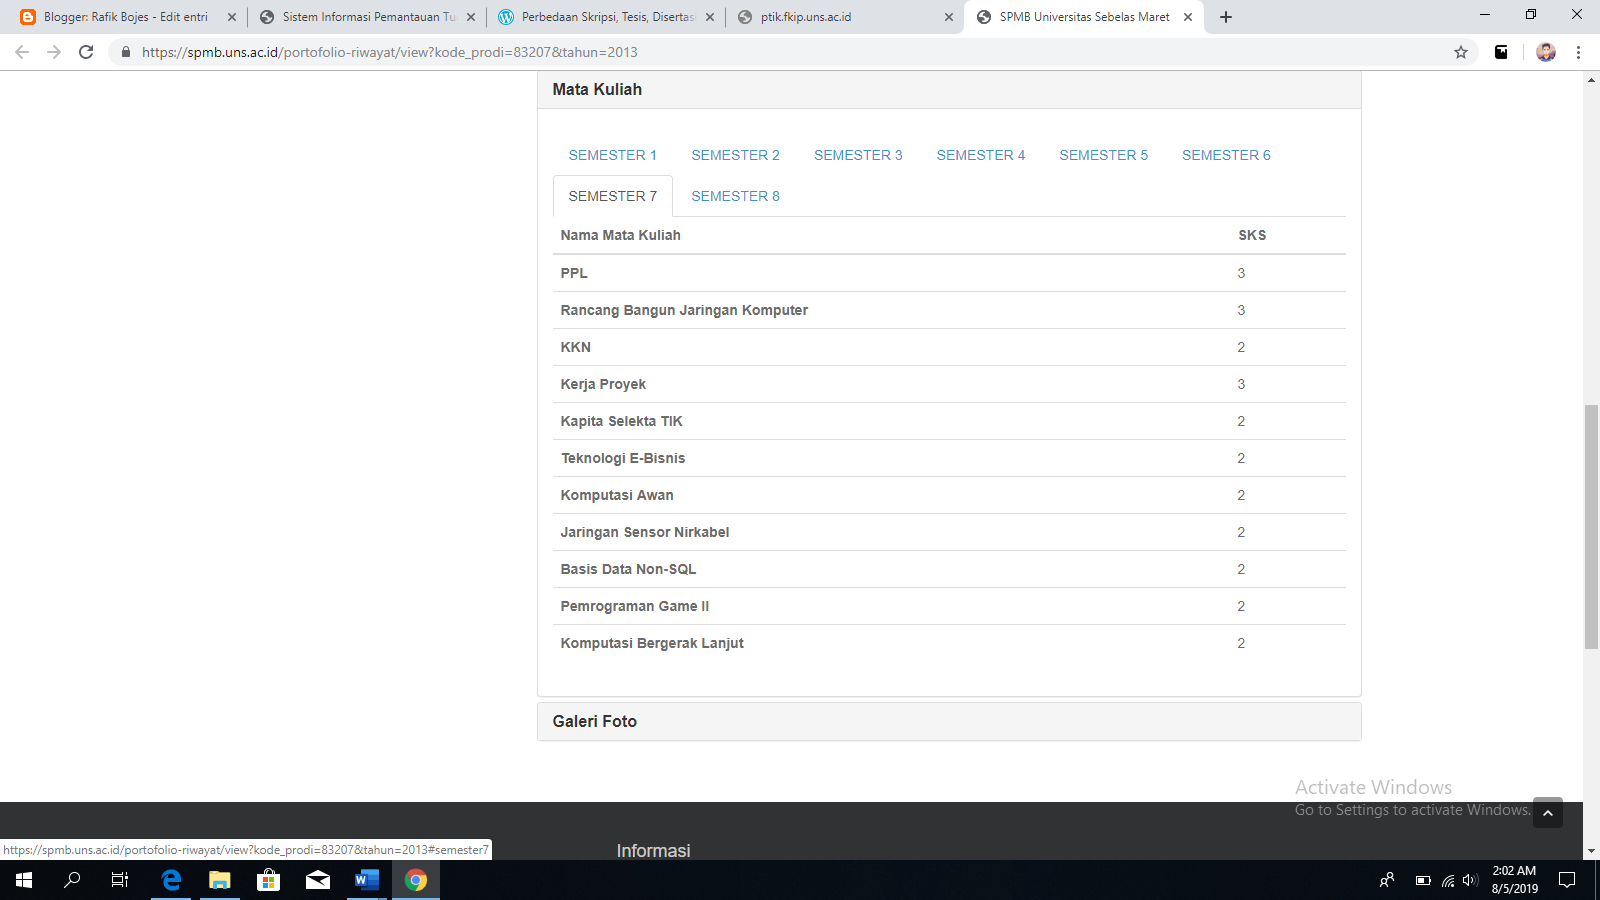 Blogger: Rafik Bojes - Edit entri
Sistem Informasi Pemantauan Tu
Perbedaan Skripsi, Tesis, Disertas
ptik.fkip.uns.ac.id
SPMB Universitas Sebelas Maret
https://spmb.uns.ac.id/portofolio-riwayat/view?kode_prodi=83207&tahun=2013
Mata Kuliah
SEMESTER 1 SEMESTER 2 SEMESTER 3 SEMESTER 4 SEMESTER 5 SEMESTER 6
SEMESTER 7 SEMESTER 8
Nama Mata Kuliah SKS
PPL 3
Rancang Bangun Jaringan Komputer 3
KKN 2
Kerja Proyek 3
Kapita Selekta TIK 2
Teknologi E-Bisnis 2
Komputasi Awan 2
Jaringan Sensor Nirkabel 2
Basis Data Non-SQL 2
Pemrograman Game II 2
Komputasi Bergerak Lanjut 2
Galeri Foto
Activate Windows
Go to Settings to activate Windows.
https://spmb.uns.ac.id/portofolio-riwayat/view?kode_prodi=83207&tahun=2013#semester7
Informasi
2:02 AM
8/5/2019